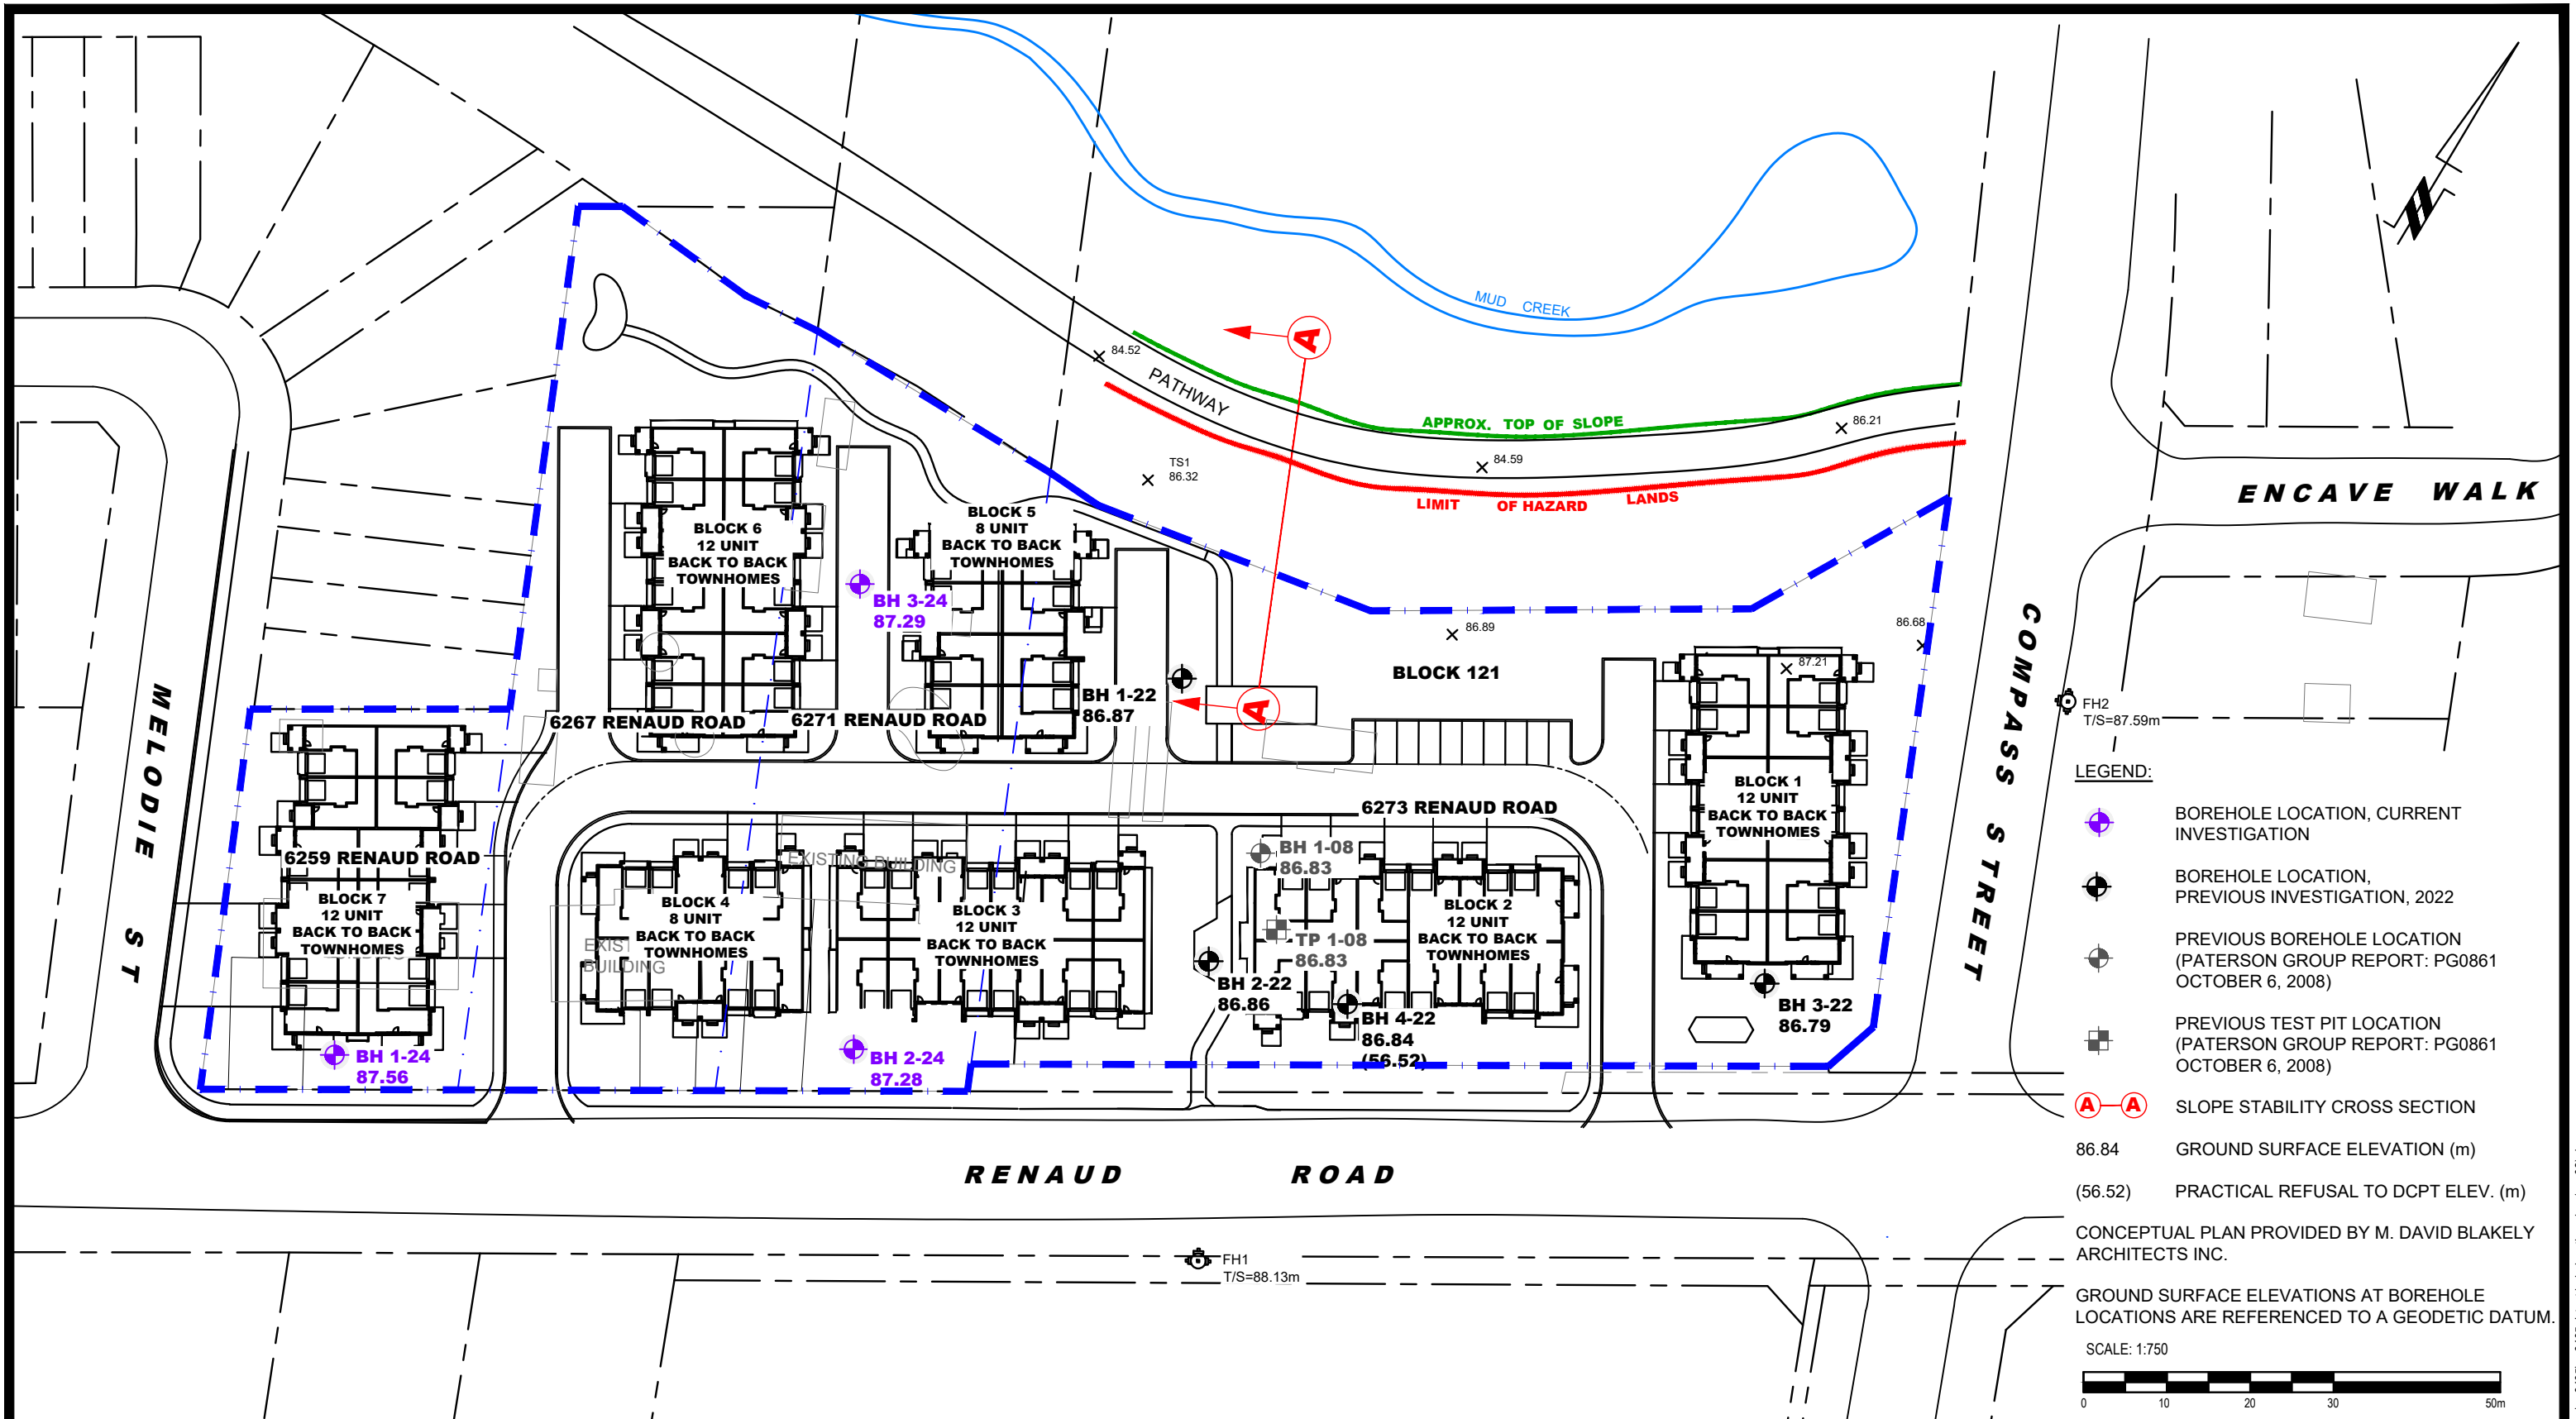 MUD CREEK
84.52
PATHWAY
APPROX. TOP OF SLOPE
86.21
84.59
TS1
86.32
LIMIT OF HAZARD LANDS
A
A
ENCAVE WALK
BLOCK 6
12 UNIT
BACK TO BACK
TOWNHOMES
BLOCK 5
8 UNIT
BACK TO BACK
TOWNHOMES
BH 3-24
87.29
86.89
86.68
87.21
BLOCK 121
BH 1-22
86.87
6267 RENAUD ROAD
6271 RENAUD ROAD
MELODIE ST
COMPASS STREET
FH2
T/S=87.59m
BLOCK 1
12 UNIT
BACK TO BACK
TOWNHOMES
6273 RENAUD ROAD
6259 RENAUD ROAD
BLOCK 7
12 UNIT
BACK TO BACK
TOWNHOMES
EXISTING BUILDING
EXIST
BUILDING
BLOCK 4
8 UNIT
BACK TO BACK
TOWNHOMES
BLOCK 3
12 UNIT
BACK TO BACK
TOWNHOMES
BH 1-08
86.83
TP 1-08
86.83
BLOCK 2
12 UNIT
BACK TO BACK
TOWNHOMES
BH 2-22
86.86
BH 4-22
86.84
(56.52)
BH 3-22
86.79
BH 1-24
87.56
BH 2-24
87.28
RENAUD ROAD
FH1
T/S=88.13m
LEGEND:
BOREHOLE LOCATION, CURRENT
INVESTIGATION
BOREHOLE LOCATION,
PREVIOUS INVESTIGATION, 2022
PREVIOUS BOREHOLE LOCATION
(PATERSON GROUP REPORT: PG0861
OCTOBER 6, 2008)
PREVIOUS TEST PIT LOCATION
(PATERSON GROUP REPORT: PG0861
OCTOBER 6, 2008)
A A SLOPE STABILITY CROSS SECTION
86.84 GROUND SURFACE ELEVATION (m)
(56.52) PRACTICAL REFUSAL TO DCPT ELEV. (m)
CONCEPTUAL PLAN PROVIDED BY M. DAVID BLAKELY
ARCHITECTS INC.
GROUND SURFACE ELEVATIONS AT BOREHOLE
LOCATIONS ARE REFERENCED TO A GEODETIC DATUM.
SCALE: 1:750
0 10 20 30 50m